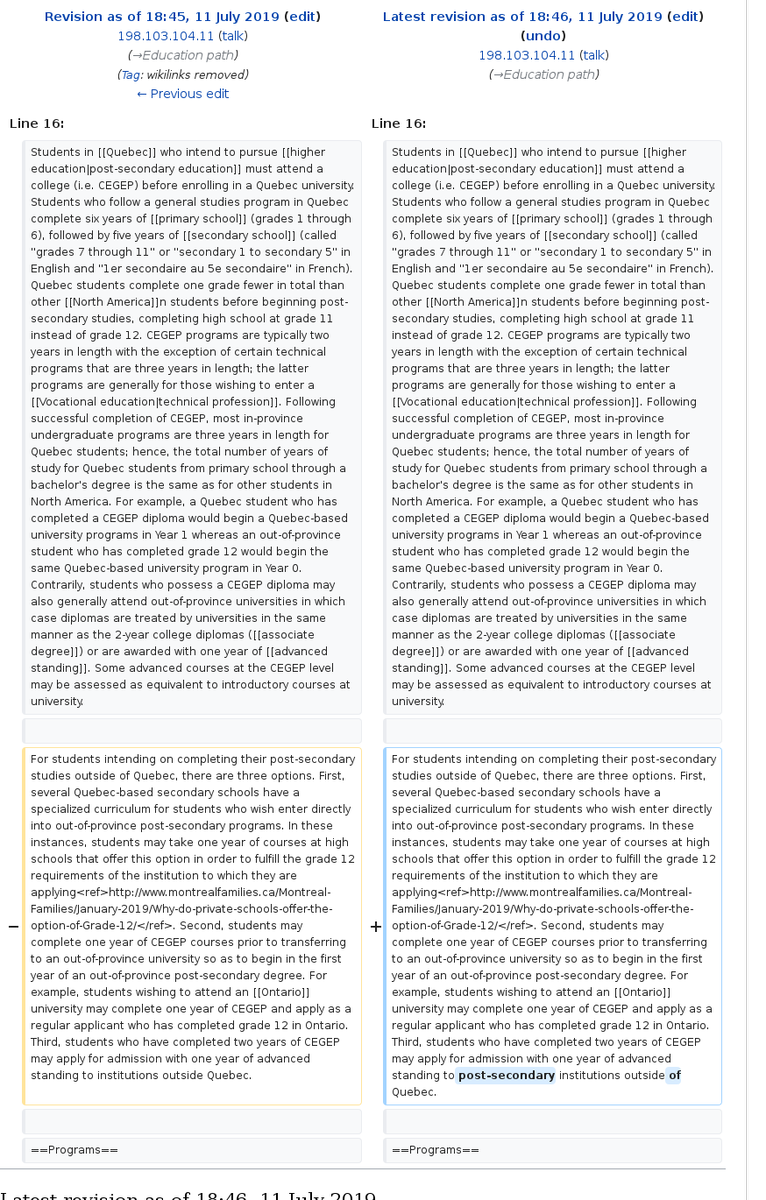 Revision as of 18:45, 11 July 2019 (edit)
198.103.104.11 (talk)
(→Education path)
(Tag: wikilinks removed)
← Previous edit
Latest revision as of 18:46, 11 July 2019 (edit)
(undo)
198.103.104.11 (talk)
(→Education path)
Line 16:
Students in [[Quebec]] who intend to pursue [[higher
education|post-secondary education]] must attend a
college (i.e. CEGEP) before enrolling in a Quebec university.
Students who follow a general studies program in Quebec
complete six years of [[primary school]] (grades 1 through
6), followed by five years of [[secondary school]] (called
"grades 7 through 11" or "secondary 1 to secondary 5" in
English and "1er secondaire au 5e secondaire" in French).
Quebec students complete one grade fewer in total than
other [[North America]]n students before beginning post-
secondary studies, completing high school at grade 11
instead of grade 12. CEGEP programs are typically two
years in length with the exception of certain technical
programs that are three years in length; the latter
programs are generally for those wishing to enter a
[[Vocational education|technical profession]]. Following
successful completion of CEGEP, most in-province
undergraduate programs are three years in length for
Quebec students; hence, the total number of years of
study for Quebec students from primary school through a
bachelor's degree is the same as for other students in
North America. For example, a Quebec student who has
completed a CEGEP diploma would begin a Quebec-based
university programs in Year 1 whereas an out-of-province
student who has completed grade 12 would begin the
same Quebec-based university program in Year 0.
Contrarily, students who possess a CEGEP diploma may
also generally attend out-of-province universities in which
case diplomas are treated by universities in the same
manner as the 2-year college diplomas ([[associate
degree]]) or are awarded with one year of [[advanced
standing]]. Some advanced courses at the CEGEP level
may be assessed as equivalent to introductory courses at
university.
Line 16:
Students in [[Quebec]] who intend to pursue [[higher
education|post-secondary education]] must attend a
college (i.e. CEGEP) before enrolling in a Quebec university.
Students who follow a general studies program in Quebec
complete six years of [[primary school]] (grades 1 through
6), followed by five years of [[secondary school]] (called
"grades 7 through 11" or "secondary 1 to secondary 5" in
English and "1er secondaire au 5e secondaire" in French).
Quebec students complete one grade fewer in total than
other [[North America]]n students before beginning post-
secondary studies, completing high school at grade 11
instead of grade 12. CEGEP programs are typically two
years in length with the exception of certain technical
programs that are three years in length; the latter
programs are generally for those wishing to enter a
[[Vocational education|technical profession]]. Following
successful completion of CEGEP, most in-province
undergraduate programs are three years in length for
Quebec students; hence, the total number of years of
study for Quebec students from primary school through a
bachelor's degree is the same as for other students in
North America. For example, a Quebec student who has
completed a CEGEP diploma would begin a Quebec-based
university programs in Year 1 whereas an out-of-province
student who has completed grade 12 would begin the
same Quebec-based university program in Year 0.
Contrarily, students who possess a CEGEP diploma may
also generally attend out-of-province universities in which
case diplomas are treated by universities in the same
manner as the 2-year college diplomas ([[associate
degree]]) or are awarded with one year of [[advanced
standing]]. Some advanced courses at the CEGEP level
may be assessed as equivalent to introductory courses at
university.
−
For students intending on completing their post-secondary
studies outside of Quebec, there are three options. First,
several Quebec-based secondary schools have a
specialized curriculum for students who wish enter directly
into out-of-province post-secondary programs. In these
instances, students may take one year of courses at high
schools that offer this option in order to fulfill the grade 12
requirements of the institution to which they are
applying<ref>http://www.montrealfamilies.ca/Montreal-
Families/January-2019/Why-do-private-schools-offer-the-
option-of-Grade-12/</ref>. Second, students may
complete one year of CEGEP courses prior to transferring
to an out-of-province university so as to begin in the first
year of an out-of-province post-secondary degree. For
example, students wishing to attend an [[Ontario]]
university may complete one year of CEGEP and apply as a
regular applicant who has completed grade 12 in Ontario.
Third, students who have completed two years of CEGEP
may apply for admission with one year of advanced
standing to institutions outside Quebec.
+
For students intending on completing their post-secondary
studies outside of Quebec, there are three options. First,
several Quebec-based secondary schools have a
specialized curriculum for students who wish enter directly
into out-of-province post-secondary programs. In these
instances, students may take one year of courses at high
schools that offer this option in order to fulfill the grade 12
requirements of the institution to which they are
applying<ref>http://www.montrealfamilies.ca/Montreal-
Families/January-2019/Why-do-private-schools-offer-the-
option-of-Grade-12/</ref>. Second, students may
complete one year of CEGEP courses prior to transferring
to an out-of-province university so as to begin in the first
year of an out-of-province post-secondary degree. For
example, students wishing to attend an [[Ontario]]
university may complete one year of CEGEP and apply as a
regular applicant who has completed grade 12 in Ontario.
Third, students who have completed two years of CEGEP
may apply for admission with one year of advanced
standing to post-secondary institutions outside of
Quebec.
==Programs==
==Programs==
Latest revision as of 18:46, 11 July 2019